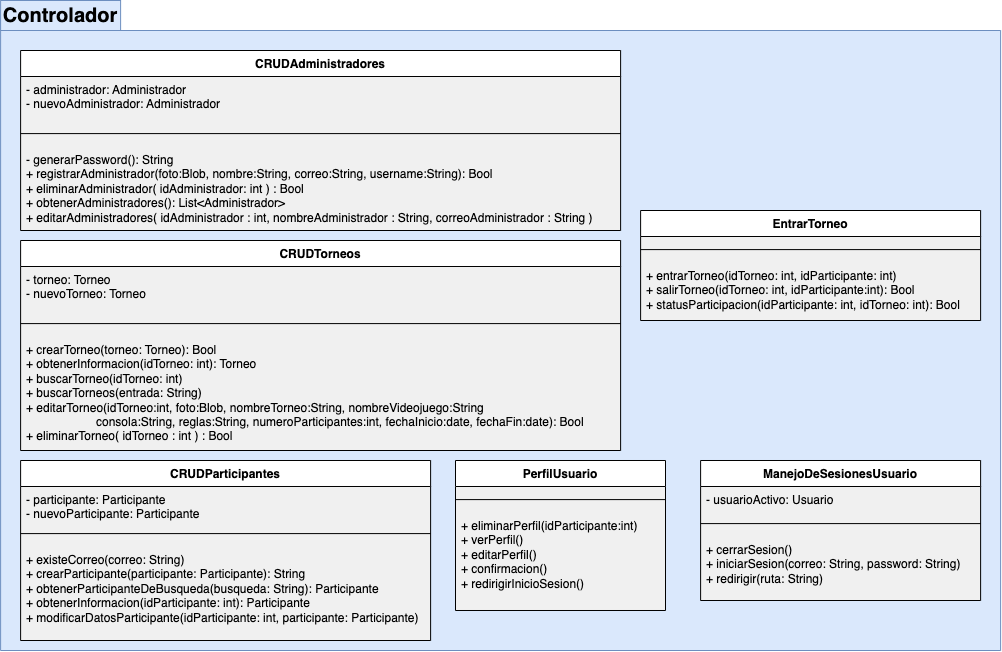 Controlador
CRUDAdministradores
- administrador: Administrador
- nuevoAdministrador: Administrador
- generarPassword(): String
+ registrarAdministrador(foto:Blob, nombre:String, correo:String, username:String): Bool
+ eliminarAdministrador( idAdministrador: int ) : Bool
+ obtenerAdministradores(): List<Administrador>
+ editarAdministradores( idAdministrador : int, nombreAdministrador : String, correoAdministrador : String )
CRUDTorneos
- torneo: Torneo
- nuevoTorneo: Torneo
+ crearTorneo(torneo: Torneo): Bool
+ obtenerInformacion(idTorneo: int): Torneo
+ buscarTorneo(idTorneo: int)
+ buscarTorneos(entrada: String)
+ editarTorneo(idTorneo:int, foto:Blob, nombreTorneo:String, nombreVideojuego:String
consola:String, reglas:String, numeroParticipantes:int, fechaInicio:date, fechaFin:date): Bool
+ eliminarTorneo( idTorneo : int ) : Bool
EntrarTorneo
+ entrarTorneo(idTorneo: int, idParticipante: int)
+ salirTorneo(idTorneo: int, idParticipante:int): Bool
+ statusParticipacion(idParticipante: int, idTorneo: int): Bool
CRUDParticipantes
- participante: Participante
- nuevoParticipante: Participante
+ existeCorreo(correo: String)
+ crearParticipante(participante: Participante): String
+ obtenerParticipanteDeBusqueda(busqueda: String): Participante
+ obtenerInformacion(idParticipante: int): Participante
+ modificarDatosParticipante(idParticipante: int, participante: Participante)
PerfilUsuario
+ eliminarPerfil(idParticipante:int)
+ verPerfil()
+ editarPerfil()
+ confirmacion()
+ redirigirInicioSesion()
ManejoDeSesionesUsuario
- usuarioActivo: Usuario
+ cerrarSesion()
+ iniciarSesion(correo: String, password: String)
+ redirigir(ruta: String)